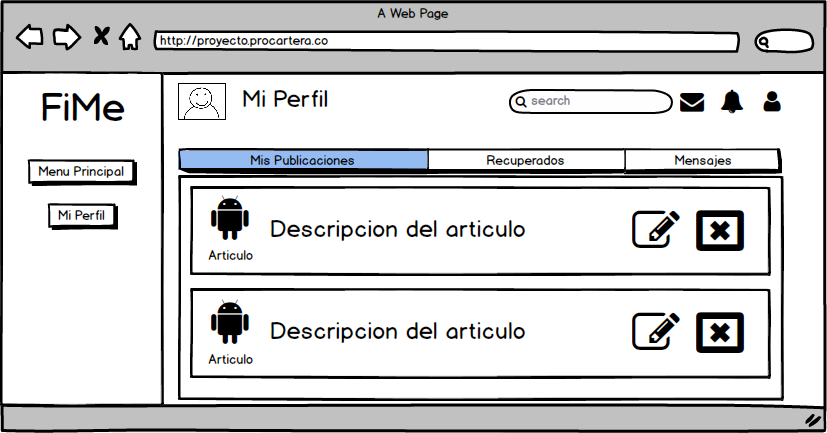 A Web Page
http://proyecto.procartera.co
FiMe
Mi Perfil
search
Menu Principal
Mi Perfil
Mis Publicaciones
Recuperados
Mensajes
Descripcion del articulo
Articulo
Descripcion del articulo
Articulo